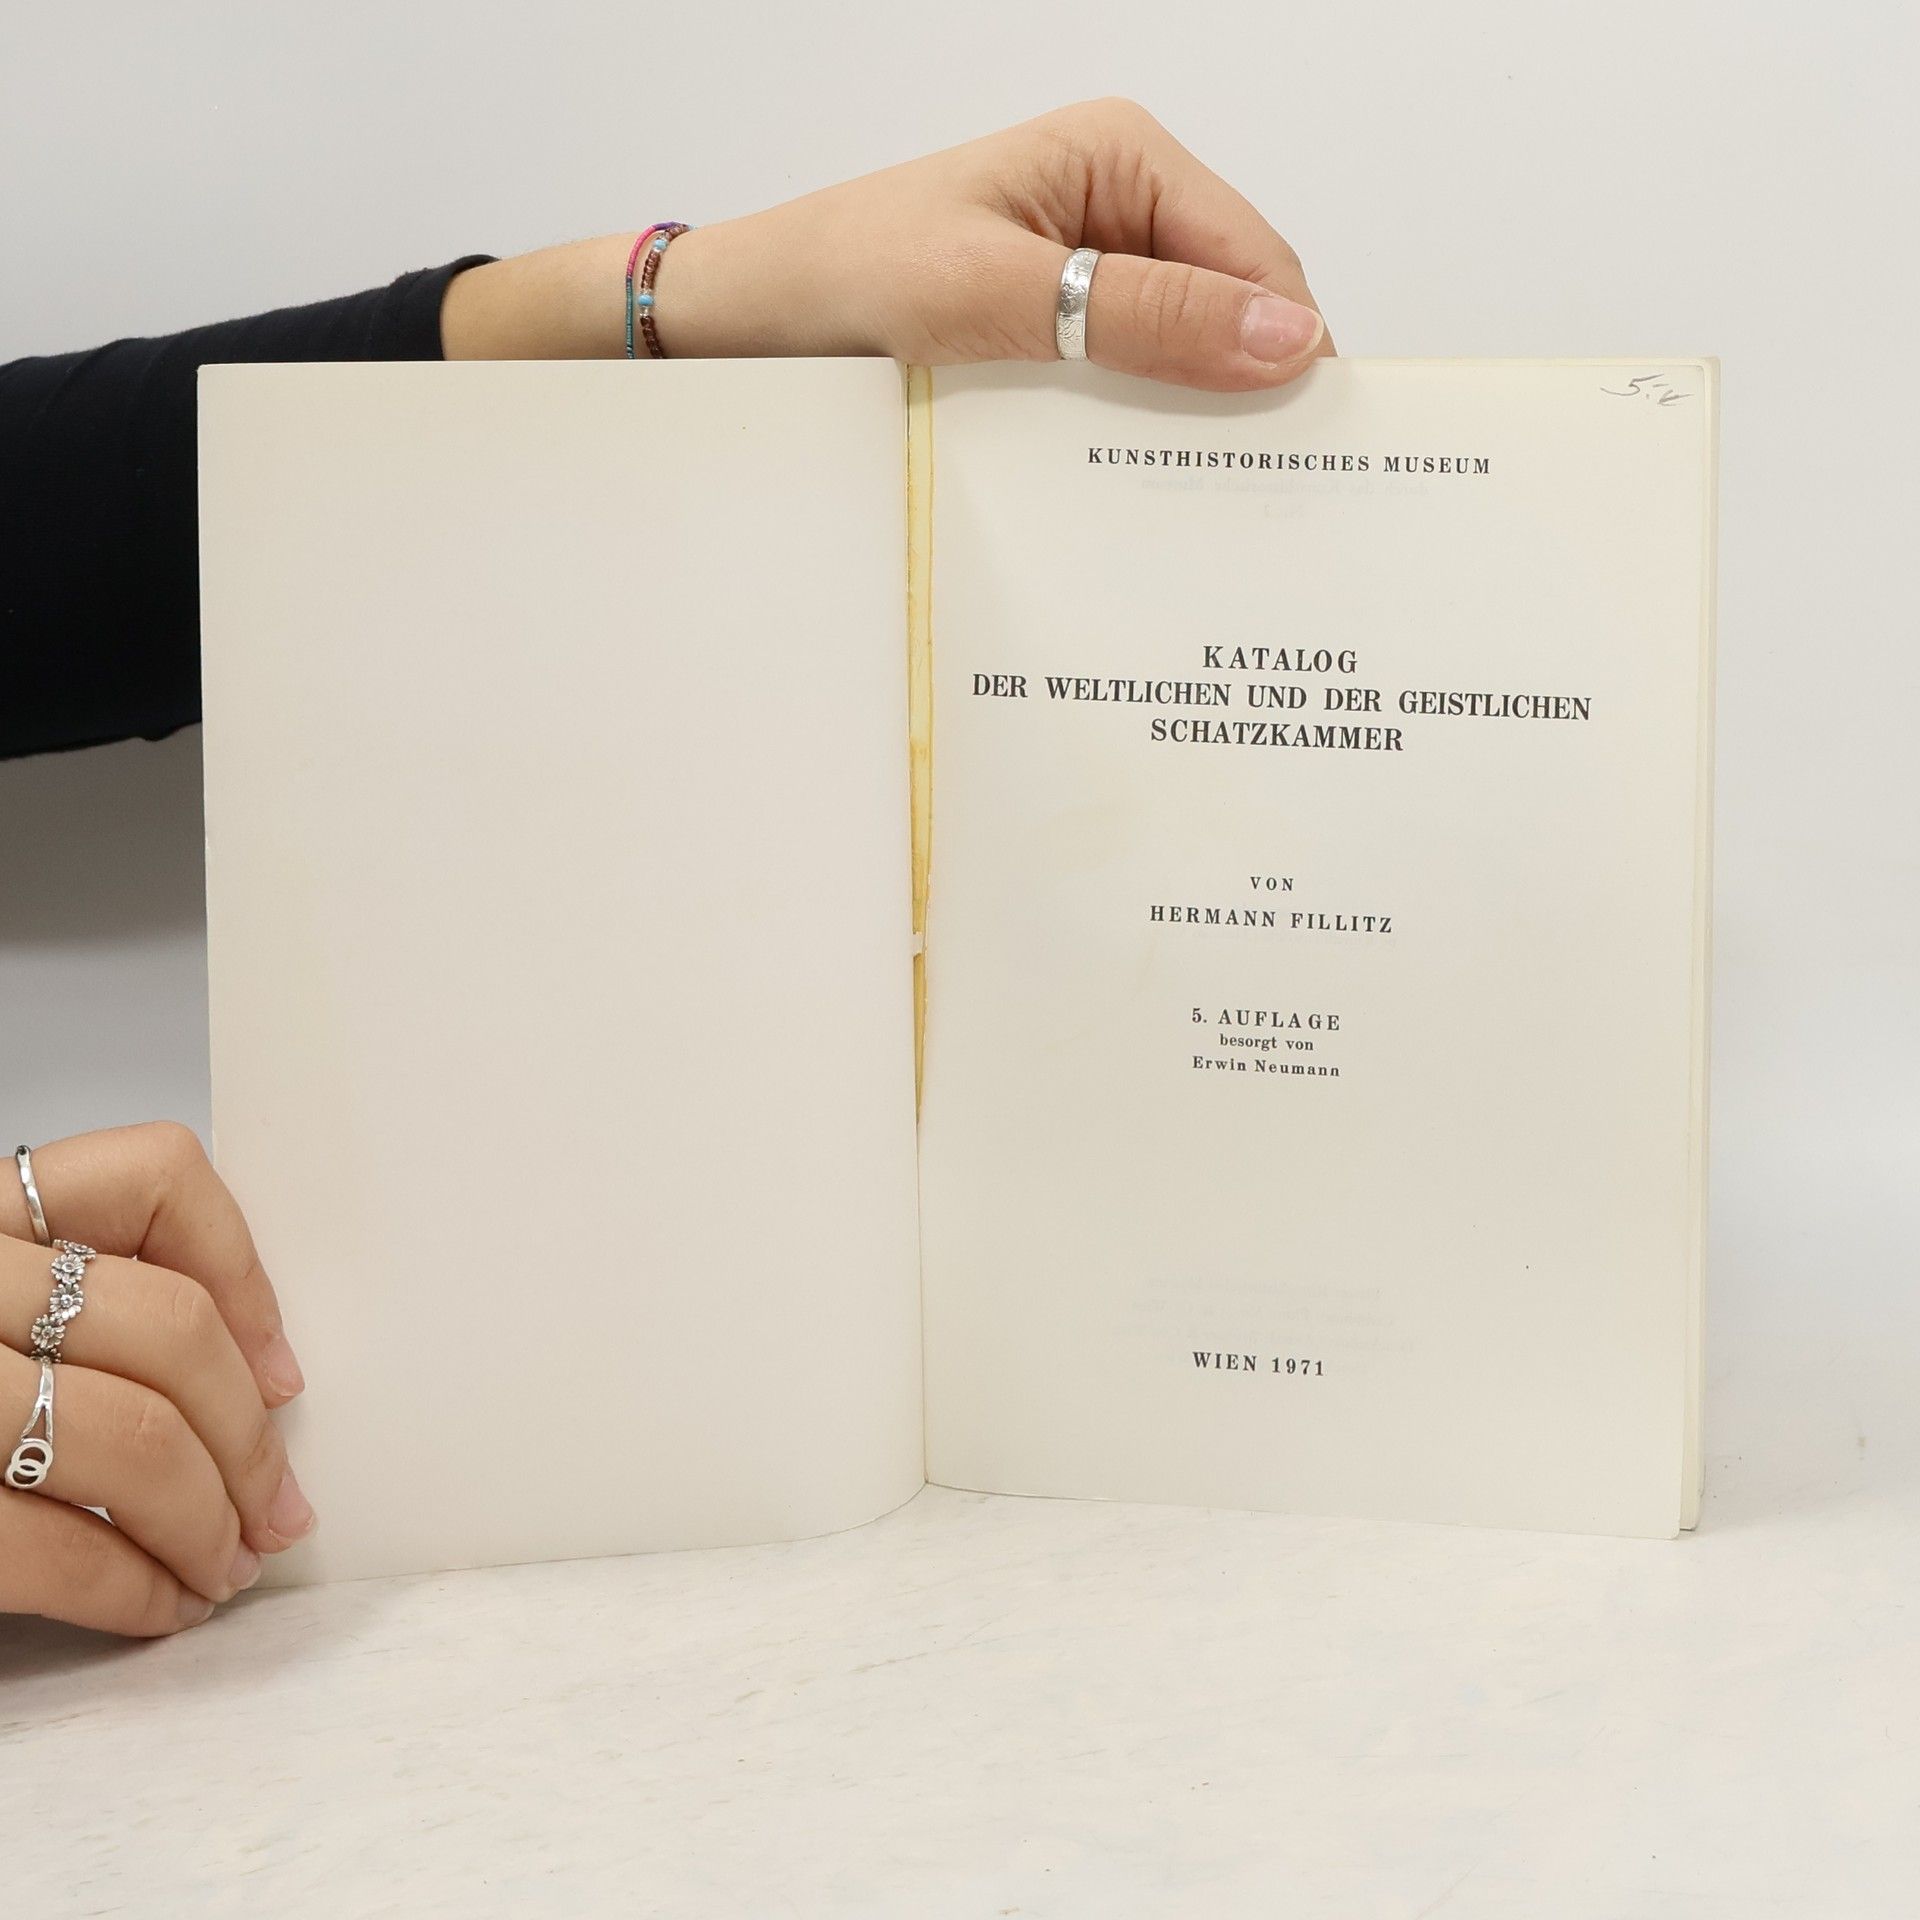 5.-
KUNSTHISTORISCHES MUSEUM
KATALOG
DER WELTLICHEN UND DER GEISTLICHEN
SCHATZKAMMER
VON
HERMANN FILLITZ
5. AUFLAGE
besorgt von
Erwin Neumann
WIEN 1971